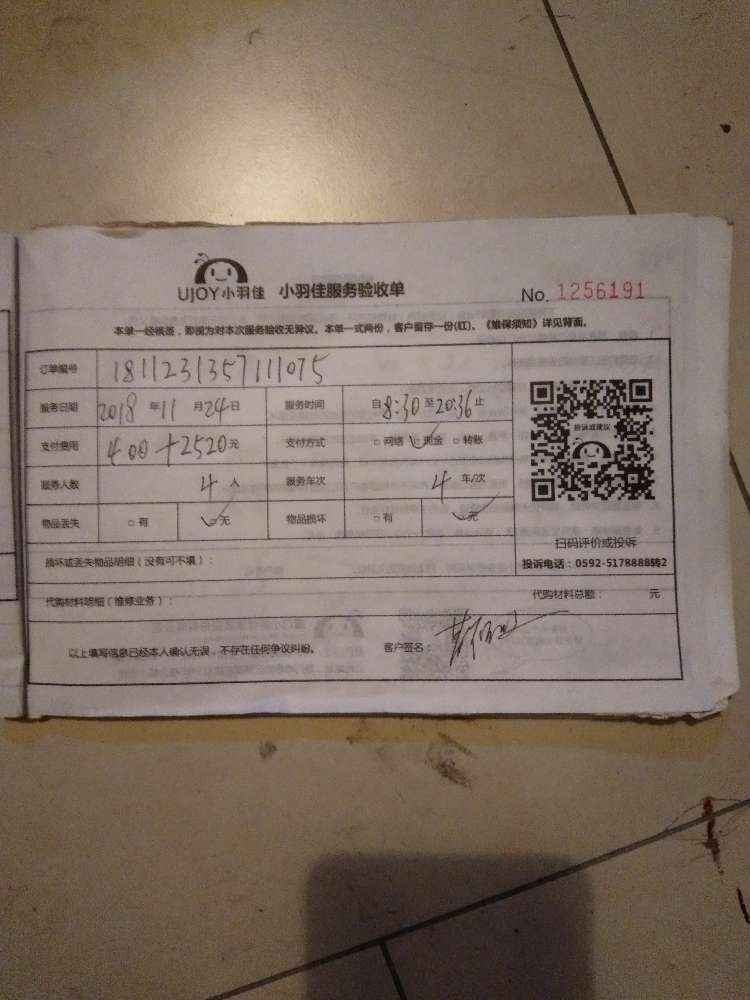 UJOY小羽佳 小羽佳服务验收单 No. 1256191
本单一经核签，即视为对本次服务验收无异议。本单一式两份，客户留存一份(红)、《维保须知》详见背面。
订单编号 1811231357111075
服务日期 2018 年 11 月 24 日 服务时间 自 8:30 至 20:36 止
支付费用 400+2520 元 支付方式 □网络 ✓现金 □转账
服务人数 4 人 服务车次 4 车/次
物品丢失 □有 ✓无 物品损坏 □有 ✓无
投诉或建议
扫码评价或投诉
投诉电话：0592-5178888转2
损坏或丢失物品明细（没有可不填）：
代购材料明细（维修业务）： 代购材料总额： 元
以上填写信息已经本人确认无误，不存在任何争议纠纷。 客户签名：